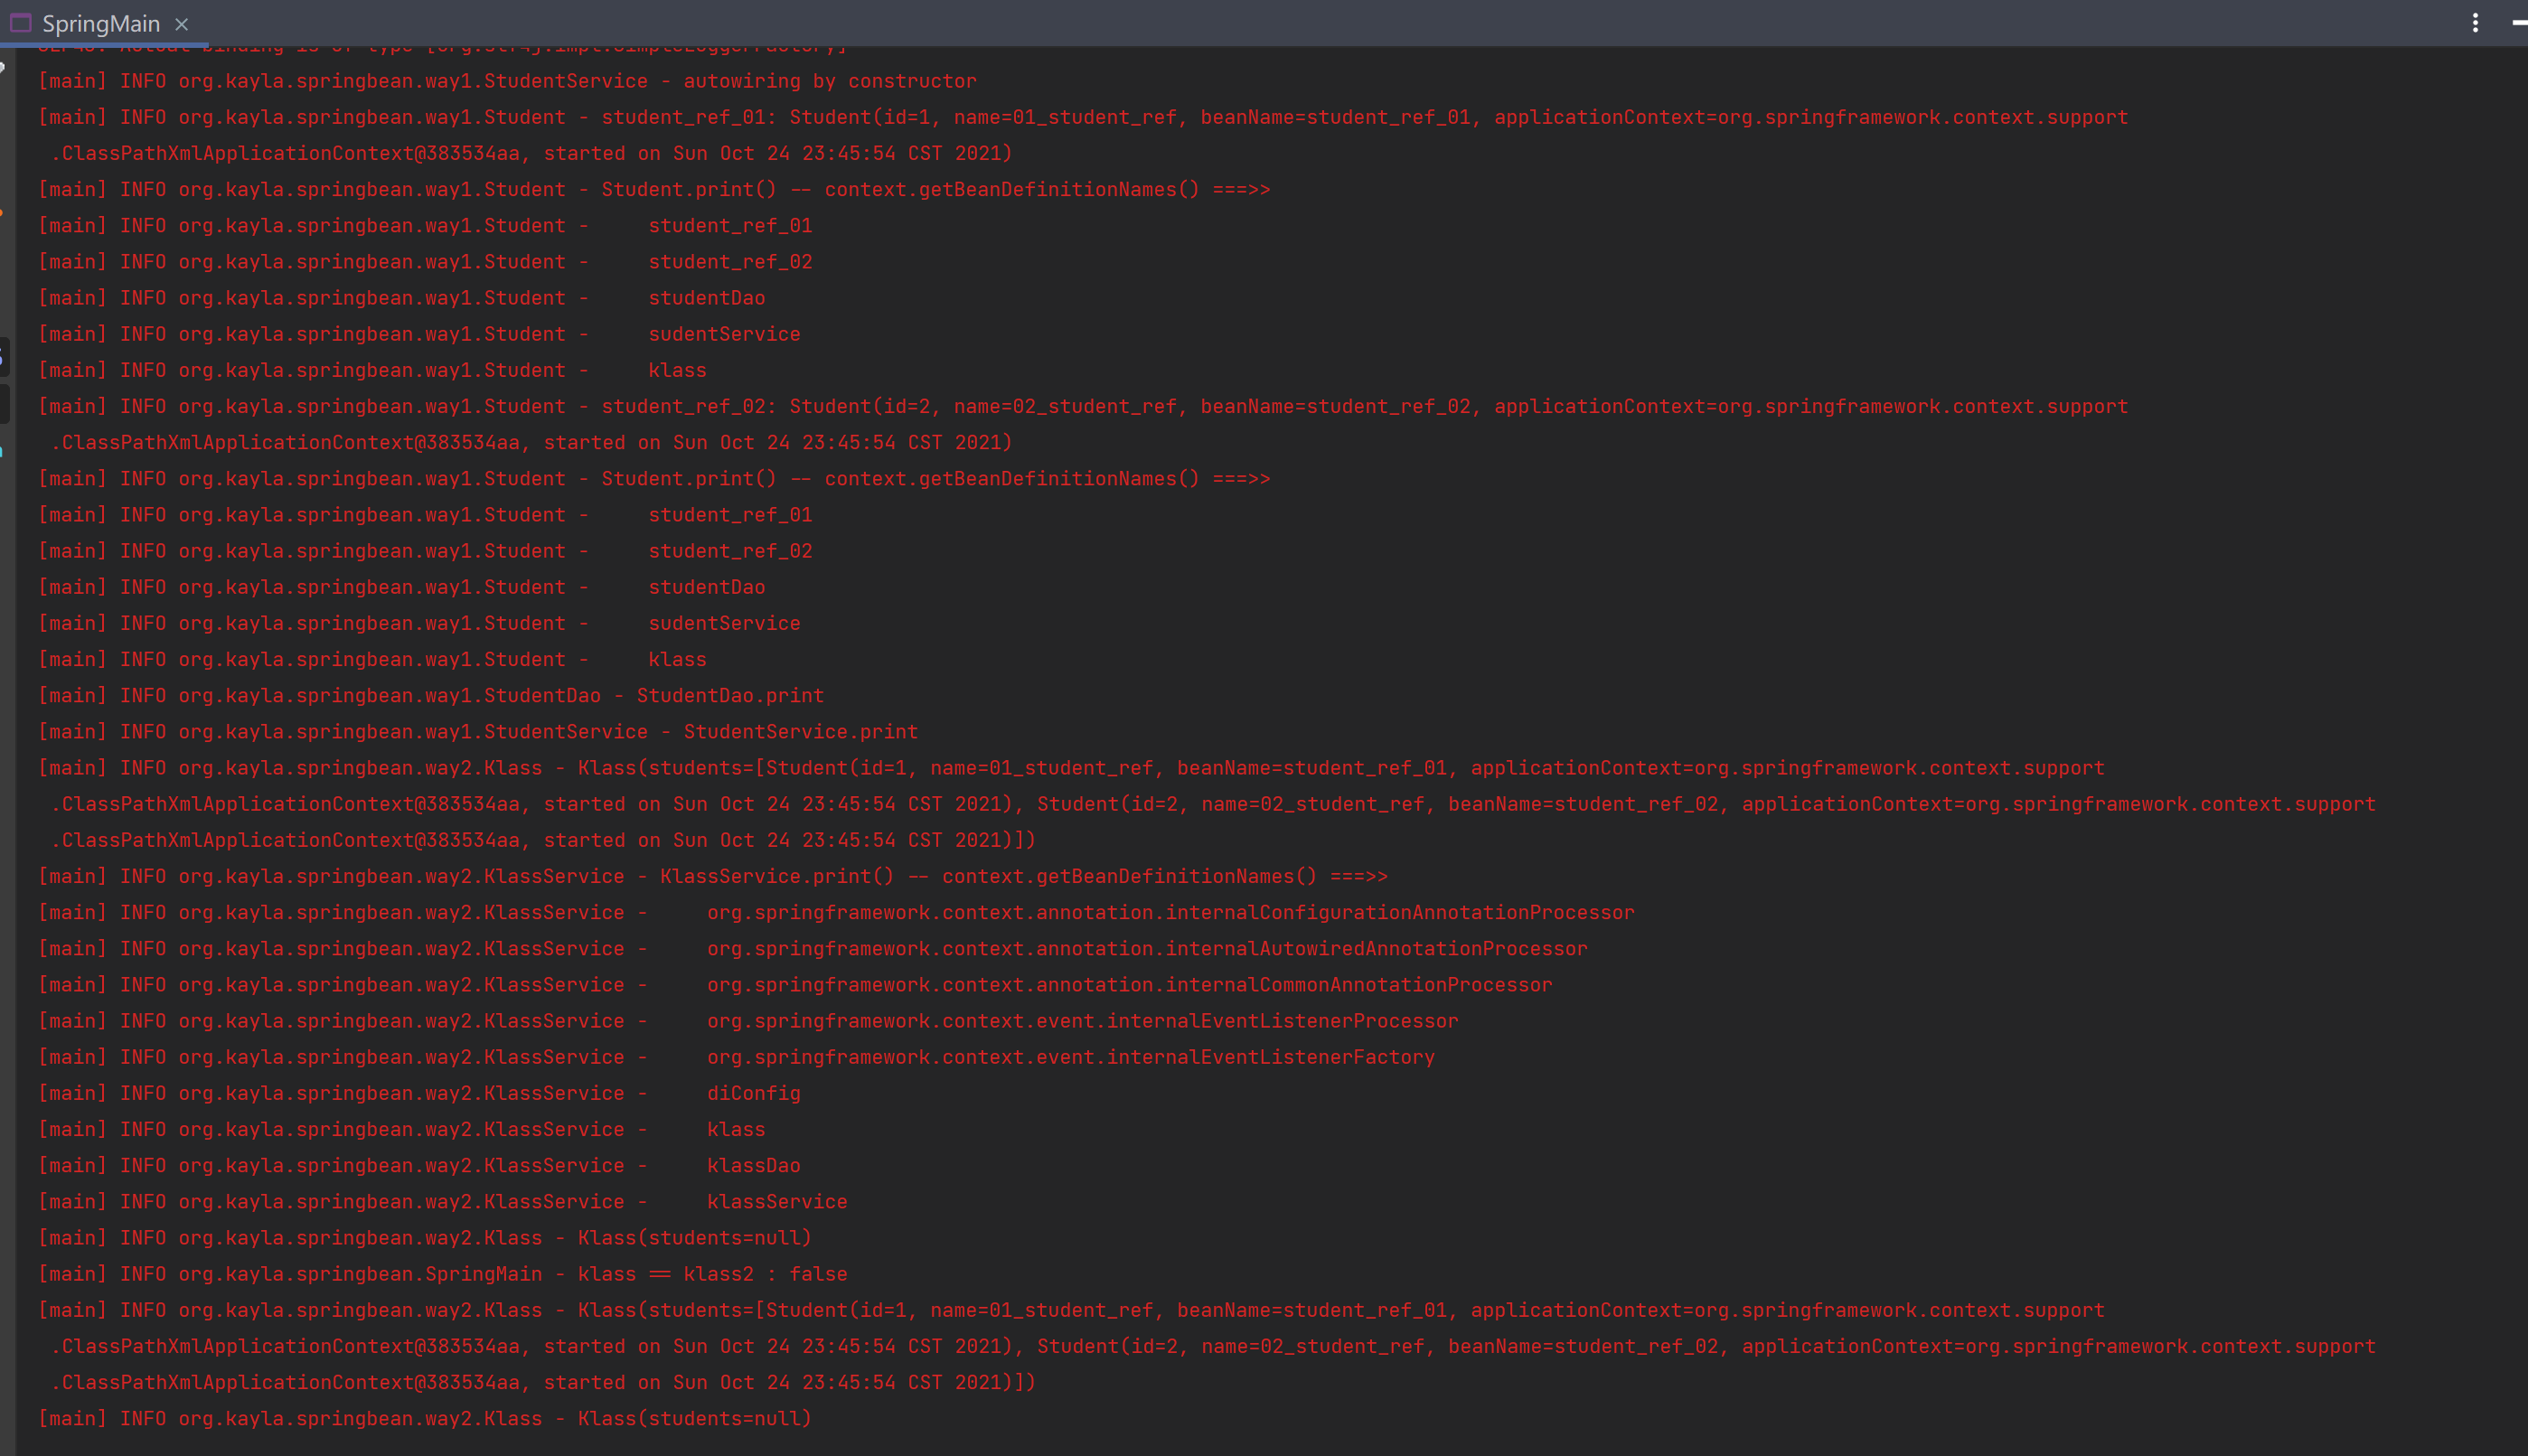 SpringMain
[main] INFO org.kayla.springbean.way1.StudentService - autowiring by constructor
[main] INFO org.kayla.springbean.way1.Student - student_ref_01: Student(id=1, name=01_student_ref, beanName=student_ref_01, applicationContext=org.springframework.context.support
.ClassPathXmlApplicationContext@383534aa, started on Sun Oct 24 23:45:54 CST 2021)
[main] INFO org.kayla.springbean.way1.Student - Student.print() -- context.getBeanDefinitionNames() ===>>
[main] INFO org.kayla.springbean.way1.Student -     student_ref_01
[main] INFO org.kayla.springbean.way1.Student -     student_ref_02
[main] INFO org.kayla.springbean.way1.Student -     studentDao
[main] INFO org.kayla.springbean.way1.Student -     sudentService
[main] INFO org.kayla.springbean.way1.Student -     klass
[main] INFO org.kayla.springbean.way1.Student - student_ref_02: Student(id=2, name=02_student_ref, beanName=student_ref_02, applicationContext=org.springframework.context.support
.ClassPathXmlApplicationContext@383534aa, started on Sun Oct 24 23:45:54 CST 2021)
[main] INFO org.kayla.springbean.way1.Student - Student.print() -- context.getBeanDefinitionNames() ===>>
[main] INFO org.kayla.springbean.way1.Student -     student_ref_01
[main] INFO org.kayla.springbean.way1.Student -     student_ref_02
[main] INFO org.kayla.springbean.way1.Student -     studentDao
[main] INFO org.kayla.springbean.way1.Student -     sudentService
[main] INFO org.kayla.springbean.way1.Student -     klass
[main] INFO org.kayla.springbean.way1.StudentDao - StudentDao.print
[main] INFO org.kayla.springbean.way1.StudentService - StudentService.print
[main] INFO org.kayla.springbean.way2.Klass - Klass(students=[Student(id=1, name=01_student_ref, beanName=student_ref_01, applicationContext=org.springframework.context.support
.ClassPathXmlApplicationContext@383534aa, started on Sun Oct 24 23:45:54 CST 2021), Student(id=2, name=02_student_ref, beanName=student_ref_02, applicationContext=org.springframework.context.support
.ClassPathXmlApplicationContext@383534aa, started on Sun Oct 24 23:45:54 CST 2021)])
[main] INFO org.kayla.springbean.way2.KlassService - KlassService.print() -- context.getBeanDefinitionNames() ===>>
[main] INFO org.kayla.springbean.way2.KlassService -     org.springframework.context.annotation.internalConfigurationAnnotationProcessor
[main] INFO org.kayla.springbean.way2.KlassService -     org.springframework.context.annotation.internalAutowiredAnnotationProcessor
[main] INFO org.kayla.springbean.way2.KlassService -     org.springframework.context.annotation.internalCommonAnnotationProcessor
[main] INFO org.kayla.springbean.way2.KlassService -     org.springframework.context.event.internalEventListenerProcessor
[main] INFO org.kayla.springbean.way2.KlassService -     org.springframework.context.event.internalEventListenerFactory
[main] INFO org.kayla.springbean.way2.KlassService -     diConfig
[main] INFO org.kayla.springbean.way2.KlassService -     klass
[main] INFO org.kayla.springbean.way2.KlassService -     klassDao
[main] INFO org.kayla.springbean.way2.KlassService -     klassService
[main] INFO org.kayla.springbean.way2.Klass - Klass(students=null)
[main] INFO org.kayla.springbean.SpringMain - klass == klass2 : false
[main] INFO org.kayla.springbean.way2.Klass - Klass(students=[Student(id=1, name=01_student_ref, beanName=student_ref_01, applicationContext=org.springframework.context.support
.ClassPathXmlApplicationContext@383534aa, started on Sun Oct 24 23:45:54 CST 2021), Student(id=2, name=02_student_ref, beanName=student_ref_02, applicationContext=org.springframework.context.support
.ClassPathXmlApplicationContext@383534aa, started on Sun Oct 24 23:45:54 CST 2021)])
[main] INFO org.kayla.springbean.way2.Klass - Klass(students=null)